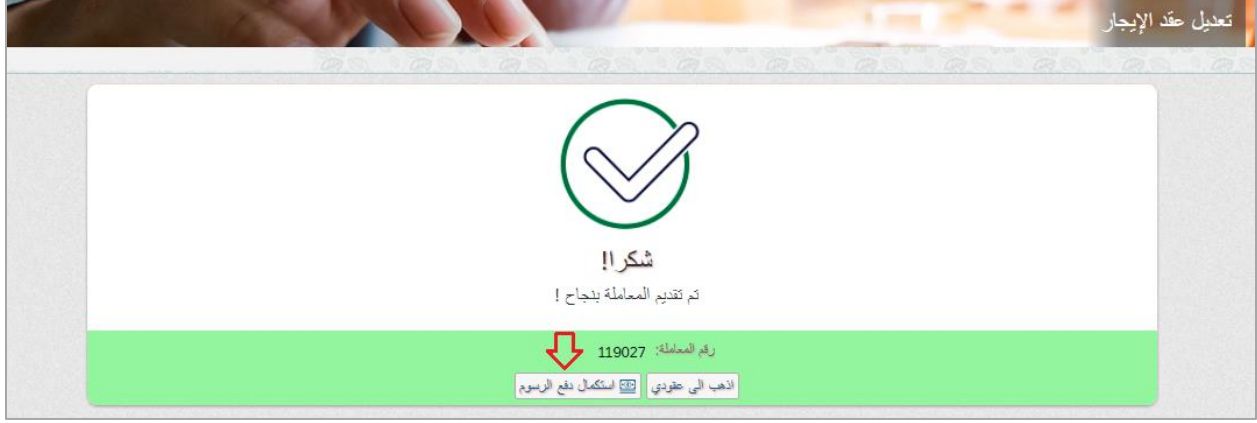 تعديل عقد الإيجار
شكرا!
تم تقديم المعاملة بنجاح !
رقم المعاملة: 119027
اذهب الى عقودي استكمال دفع الرسوم